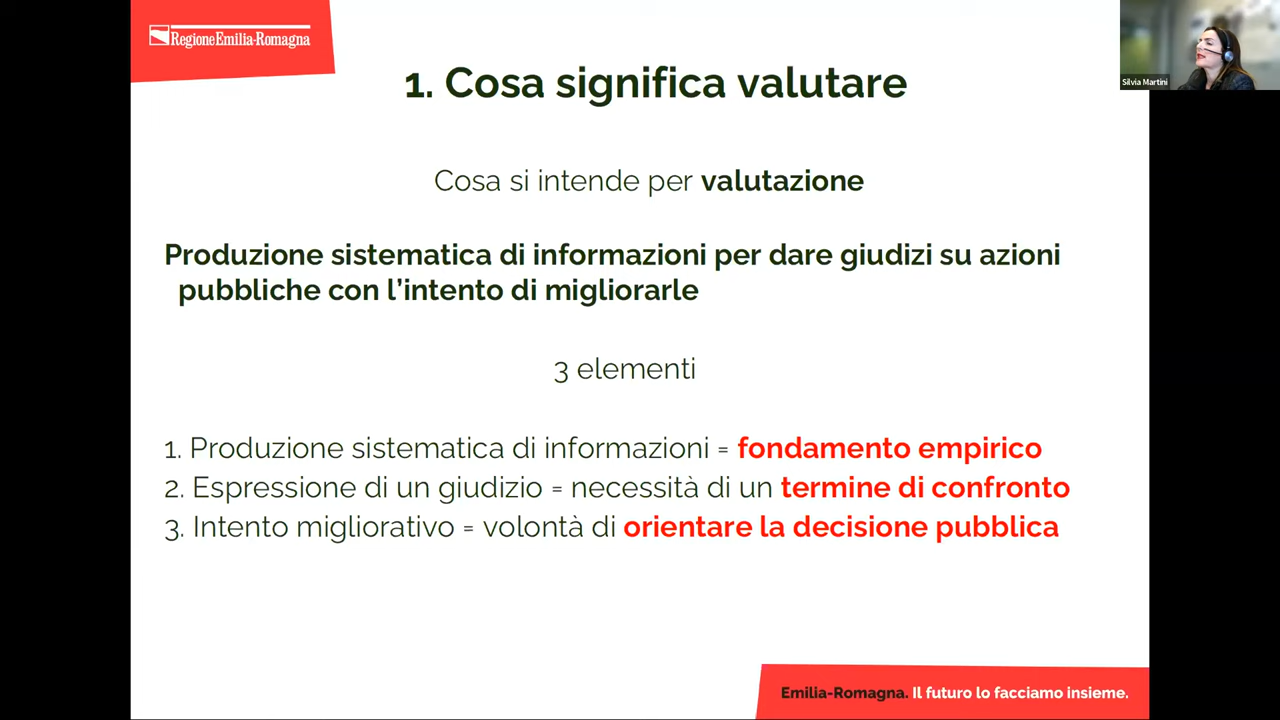 RegioneEmilia-Romagna
Silvia Martini
1. Cosa significa valutare
Cosa si intende per valutazione
Produzione sistematica di informazioni per dare giudizi su azioni
pubbliche con l’intento di migliorarle
3 elementi
1. Produzione sistematica di informazioni = fondamento empirico
2. Espressione di un giudizio = necessità di un termine di confronto
3. Intento migliorativo = volontà di orientare la decisione pubblica
Emilia-Romagna. Il futuro lo facciamo insieme.